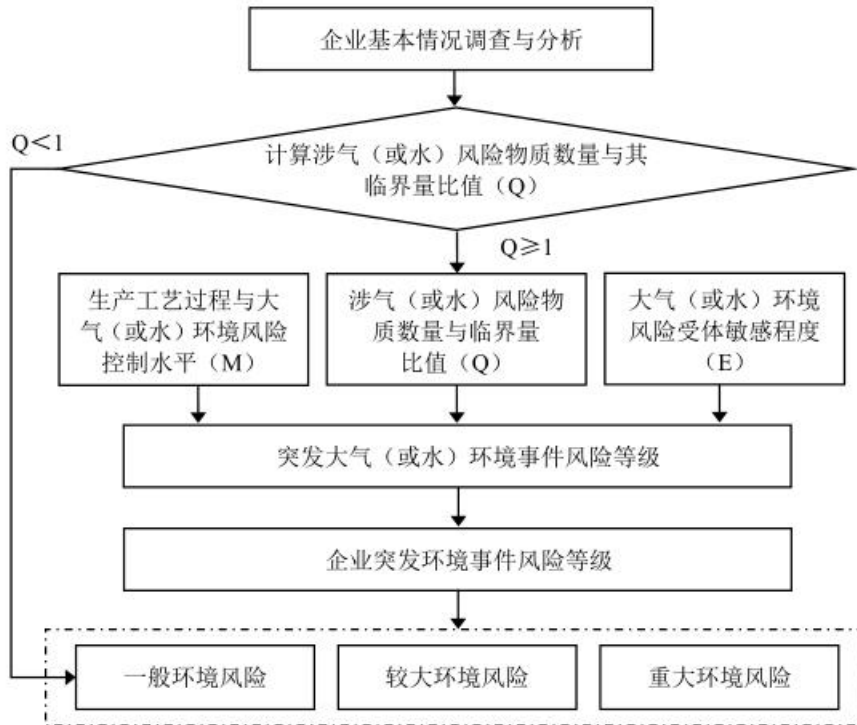 企业基本情况调查与分析
Q＜1
计算涉气（或水）风险物质数量与其
临界量比值（Q）
Q≥1
生产工艺过程与大
气（或水）环境风险
控制水平（M）
涉气（或水）风险物
质数量与临界量
比值（Q）
大气（或水）环境
风险受体敏感程度
（E）
突发大气（或水）环境事件风险等级
企业突发环境事件风险等级
一般环境风险
较大环境风险
重大环境风险